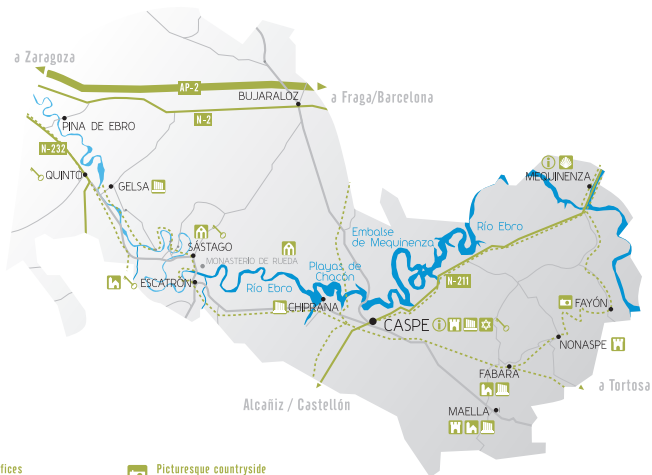 a Zaragoza
AP-2
BUJARALOZ
a Fraga/Barcelona
PINA DE EBRO
N-2
N-232
QUINTO
GELSA
MEQUINENZA
Embalse
de Mequinenza
Río Ebro
SÁSTAGO
MONASTERIO DE RUEDA
Playas de
Chacón
ESCATRÓN
Río Ebro
N-211
CHIPRANA
CASPE
FAYÓN
NONASPE
FABARA
a Tortosa
Alcañiz / Castellón
MAELLA
fices
Picturesque countryside